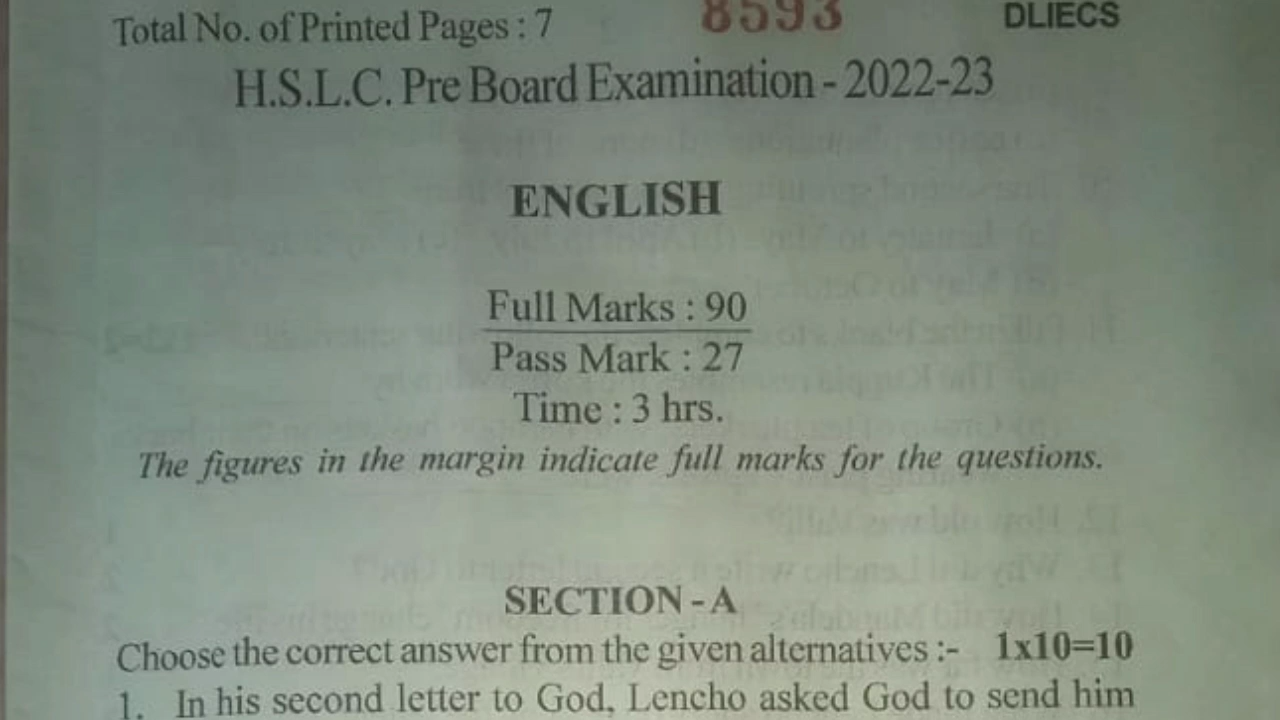 Total No. of Printed Pages : 7 8593 DLIECS
H.S.L.C. Pre Board Examination - 2022-23
ENGLISH
Full Marks : 90
Pass Mark : 27
Time : 3 hrs.
The figures in the margin indicate full marks for the questions.
SECTION - A
Choose the correct answer from the given alternatives :- 1x10=10
1. In his second letter to God, Lencho asked God to send him